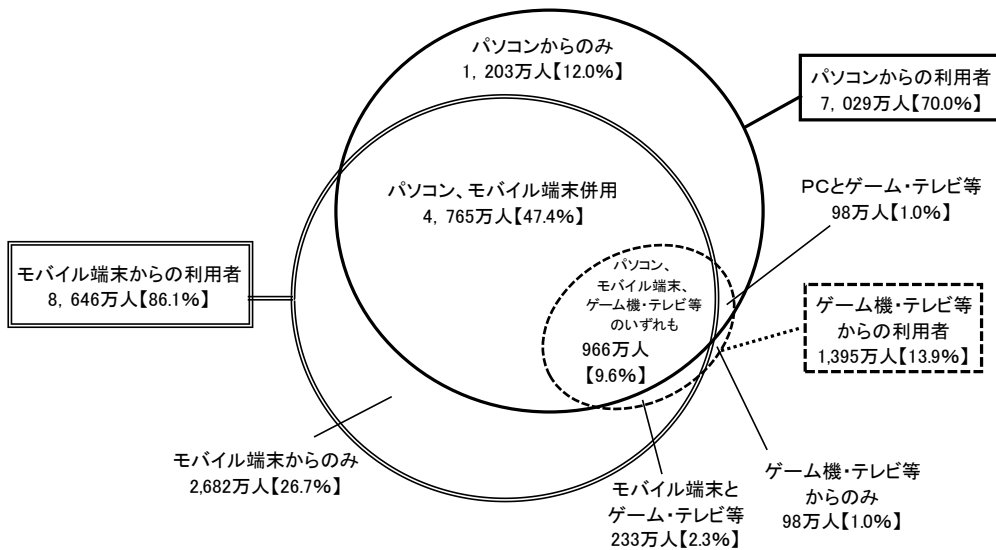 パソコンからのみ
1, 203万人【12.0%】
パソコンからの利用者
7, 029万人【70.0%】
パソコン、モバイル端末併用
4, 765万人【47.4%】
PCとゲーム・テレビ等
98万人【1.0%】
モバイル端末からの利用者
8, 646万人【86.1%】
パソコン、
モバイル端末、
ゲーム機・テレビ等
のいずれも
966万人
【9.6%】
ゲーム機・テレビ等
からの利用者
1,395万人【13.9%】
モバイル端末からのみ
2,682万人【26.7%】
モバイル端末と
ゲーム・テレビ等
233万人【2.3%】
ゲーム機・テレビ等
からのみ
98万人【1.0%】